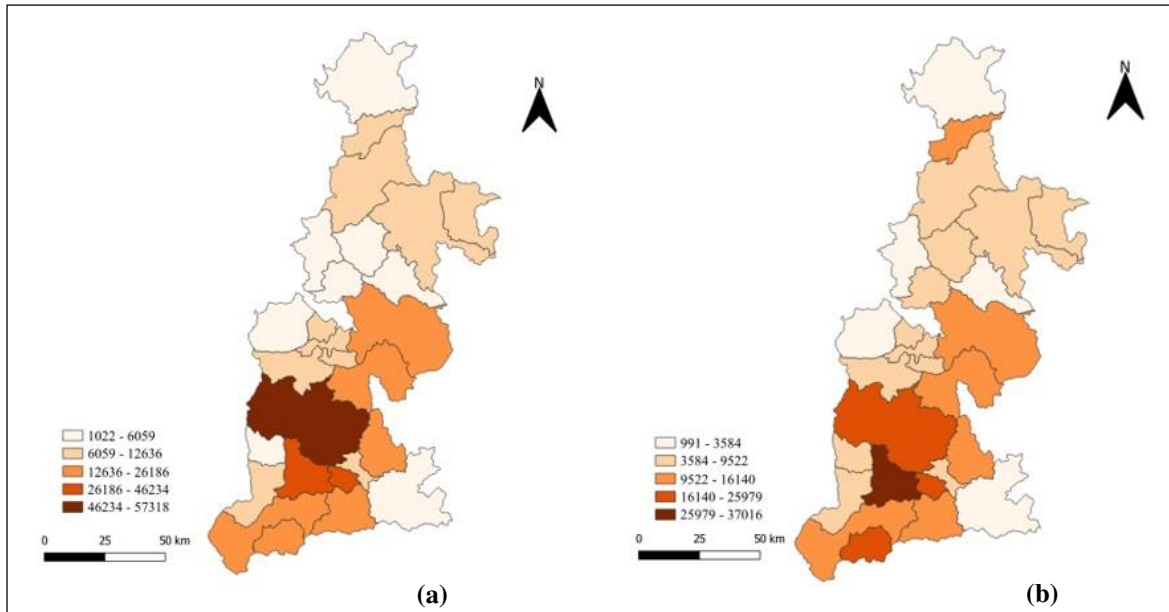 N
1022 - 6059
6059 - 12636
12636 - 26186
26186 - 46234
46234 - 57318
0 25 50 km
(a)
N
991 - 3584
3584 - 9522
9522 - 16140
16140 - 25979
25979 - 37016
0 25 50 km
(b)